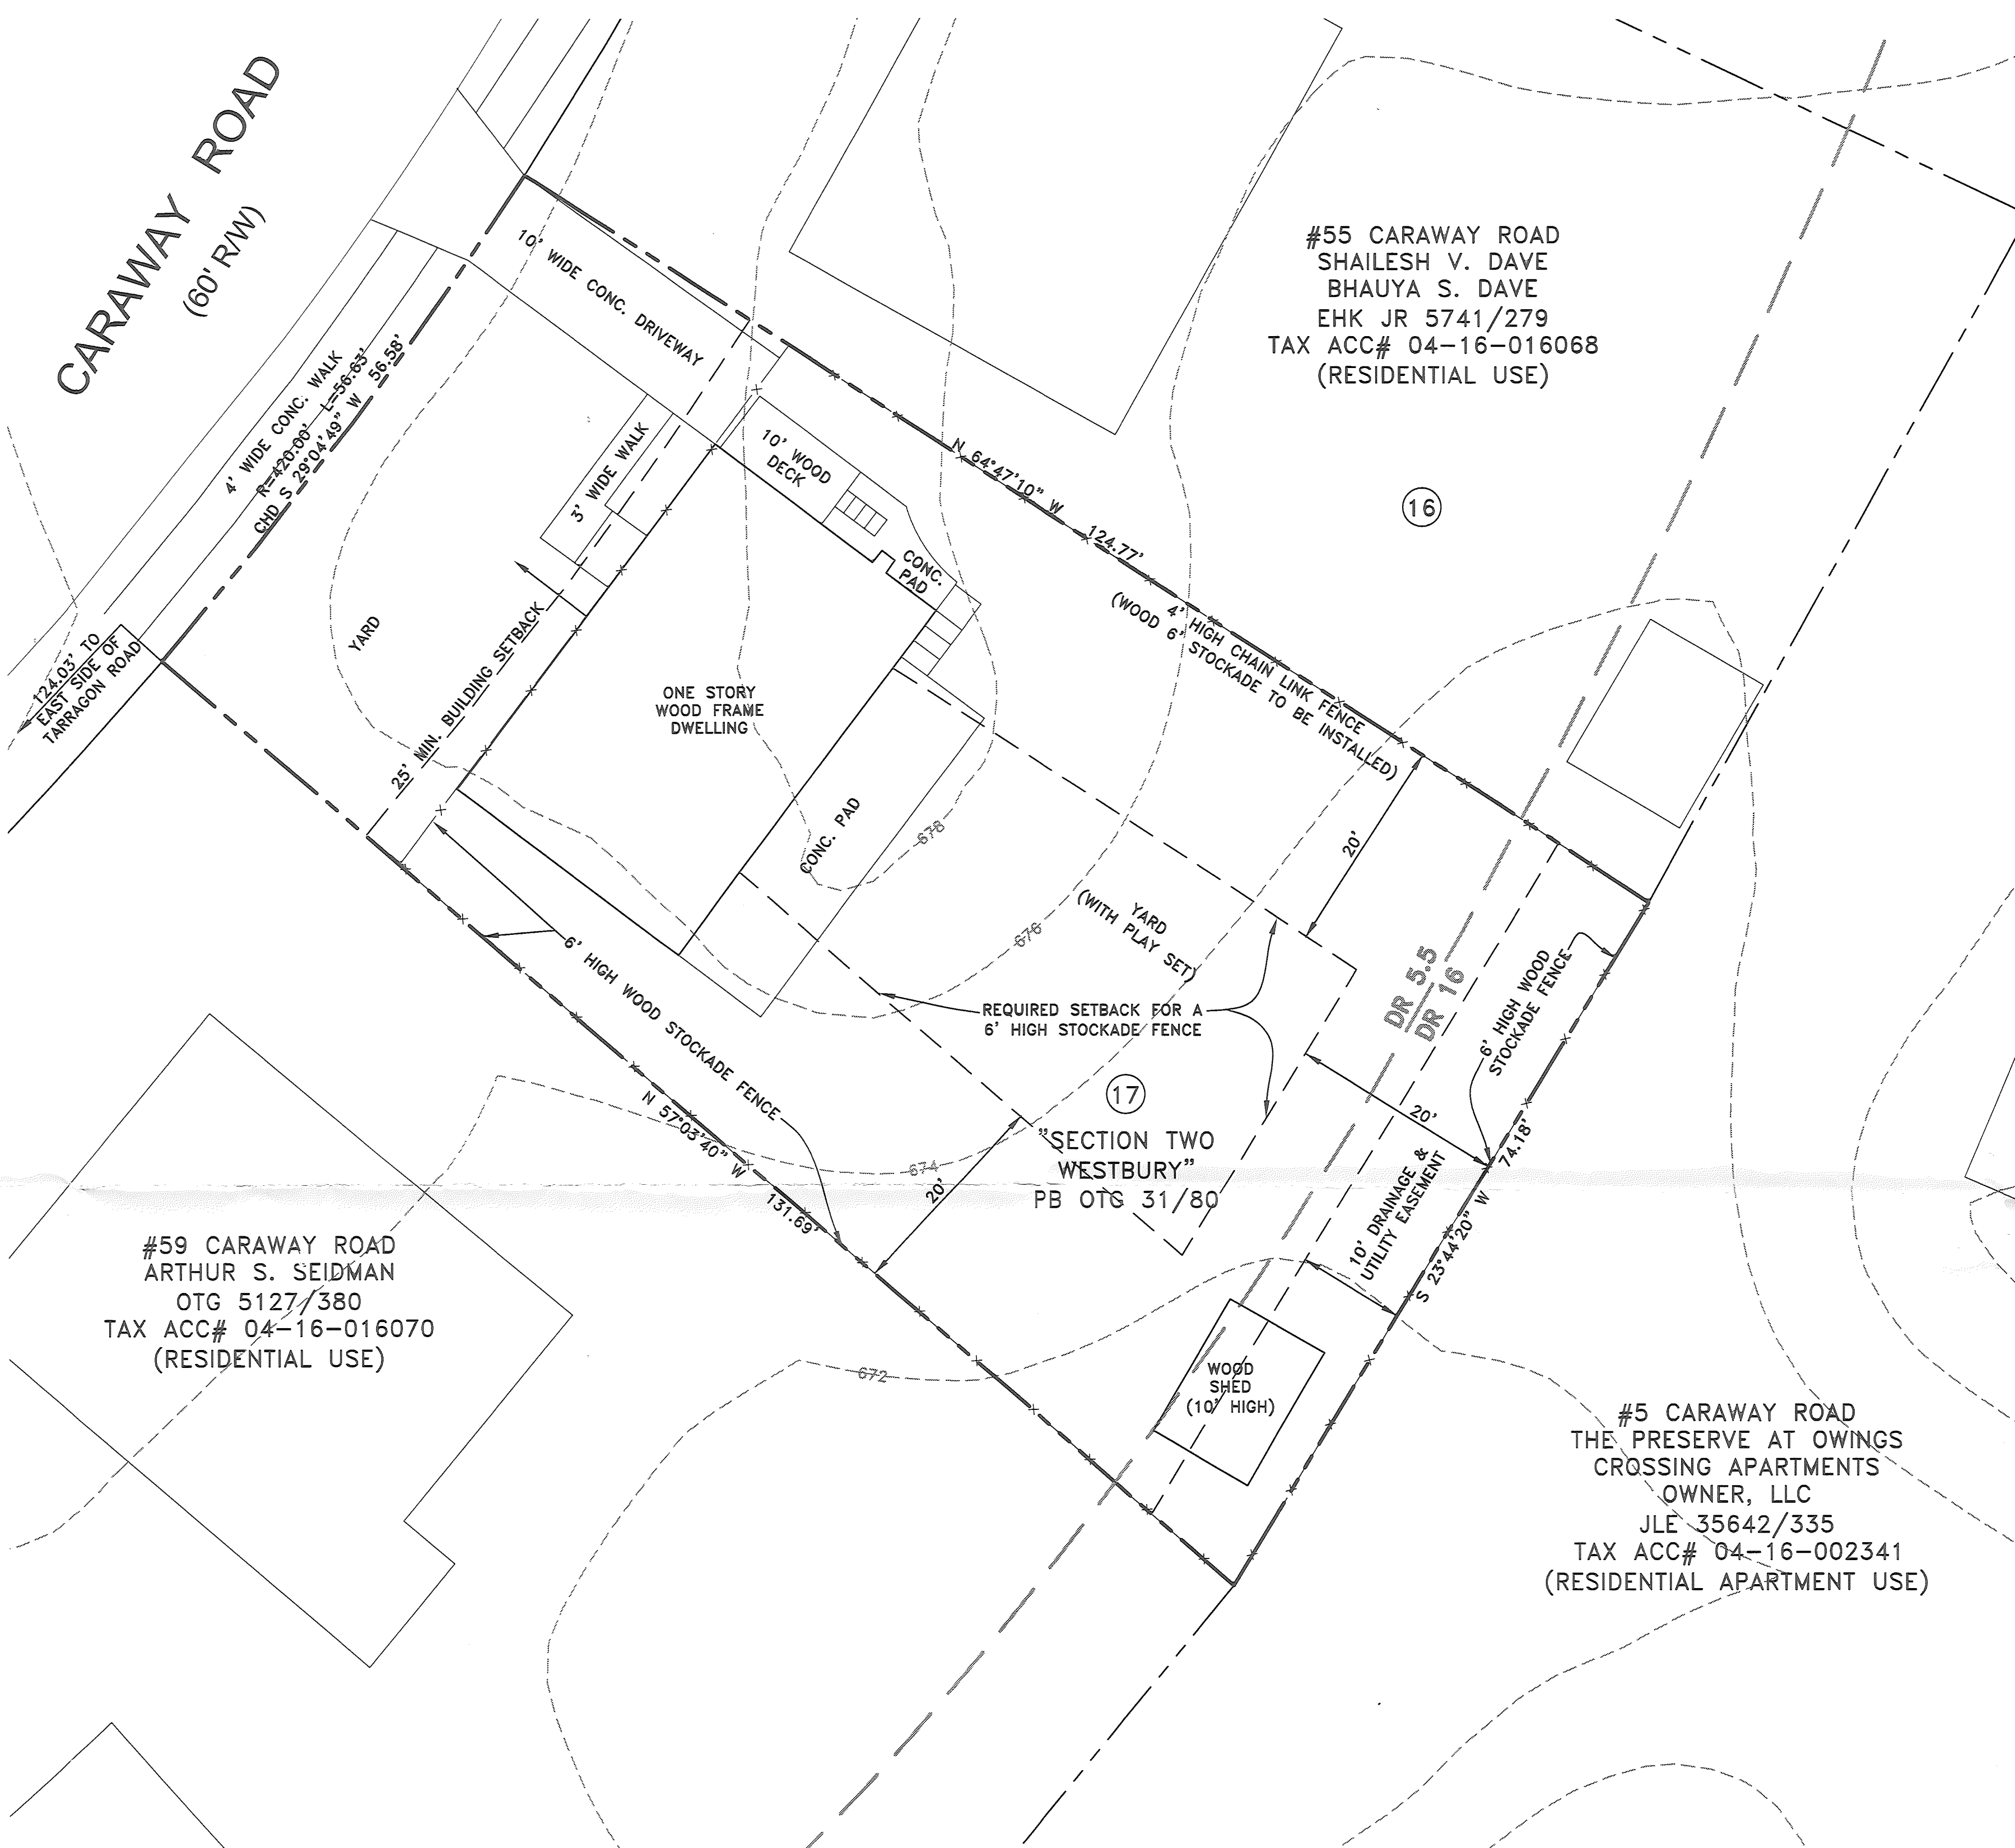 CARAWAY ROAD
(60' R/W)
4' WIDE CONC. WALK
R=420.00' L=56.63'
CHD S 29°04'49" W 56.58'
124.03' TO
EAST SIDE OF
TARRAGON ROAD
10' WIDE CONC. DRIVEWAY
3' WIDE WALK
10' WOOD
DECK
CONC.
PAD
YARD
25' MIN. BUILDING SETBACK
ONE STORY
WOOD FRAME
DWELLING
CONC. PAD
678
676
674
672
N 64°47'10" W 124.77'
4' HIGH CHAIN LINK FENCE
(WOOD 6' STOCKADE TO BE INSTALLED)
#55 CARAWAY ROAD
SHAILESH V. DAVE
BHAUYA S. DAVE
EHK JR 5741/279
TAX ACC# 04-16-016068
(RESIDENTIAL USE)
16
20'
YARD
(WITH PLAY SET)
REQUIRED SETBACK FOR A
6' HIGH STOCKADE FENCE
DR 5.5
DR 16
6' HIGH WOOD
STOCKADE FENCE
20'
6' HIGH WOOD STOCKADE FENCE
N 57°03'40" W 131.69'
20'
17
"SECTION TWO
WESTBURY"
PB OTG 31/80
10' DRAINAGE &
UTILITY EASEMENT
S 23°44'20" W 74.18'
WOOD
SHED
(10' HIGH)
#59 CARAWAY ROAD
ARTHUR S. SEIDMAN
OTG 5127/380
TAX ACC# 04-16-016070
(RESIDENTIAL USE)
#5 CARAWAY ROAD
THE PRESERVE AT OWINGS
CROSSING APARTMENTS
OWNER, LLC
JLE 35642/335
TAX ACC# 04-16-002341
(RESIDENTIAL APARTMENT USE)